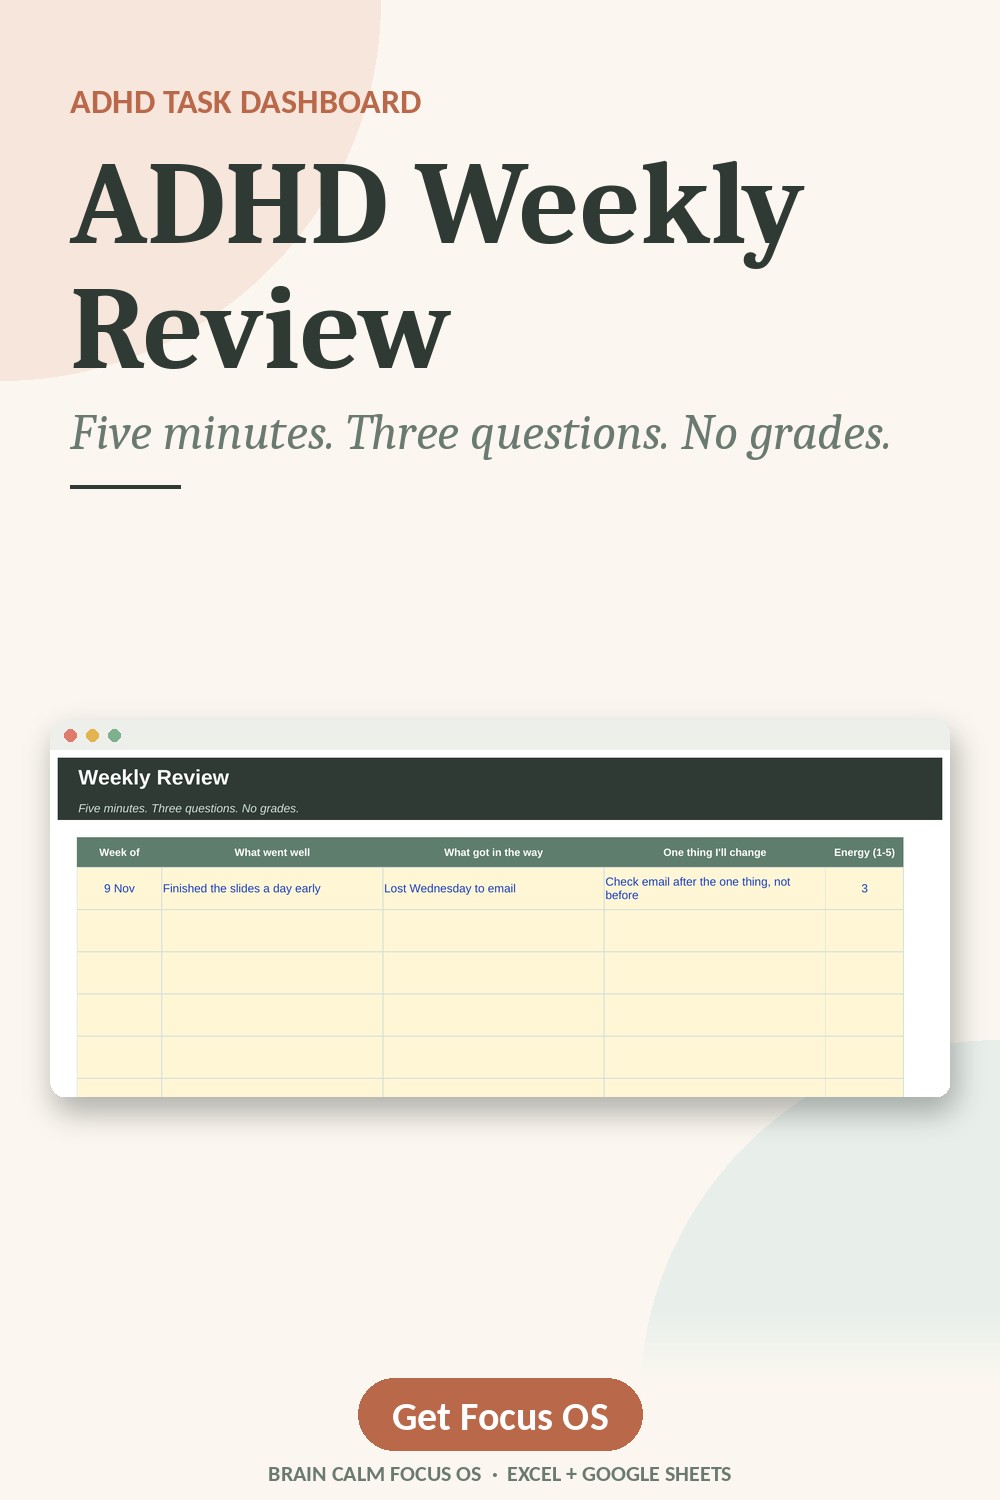 ADHD TASK DASHBOARD
ADHD Weekly
Review
Five minutes. Three questions. No grades.
Weekly Review
Five minutes. Three questions. No grades.
Week of What went well What got in the way One thing I'll change Energy (1-5)
9 Nov Finished the slides a day early Lost Wednesday to email Check email after the one thing, not before 3
Get Focus OS
BRAIN CALM FOCUS OS · EXCEL + GOOGLE SHEETS